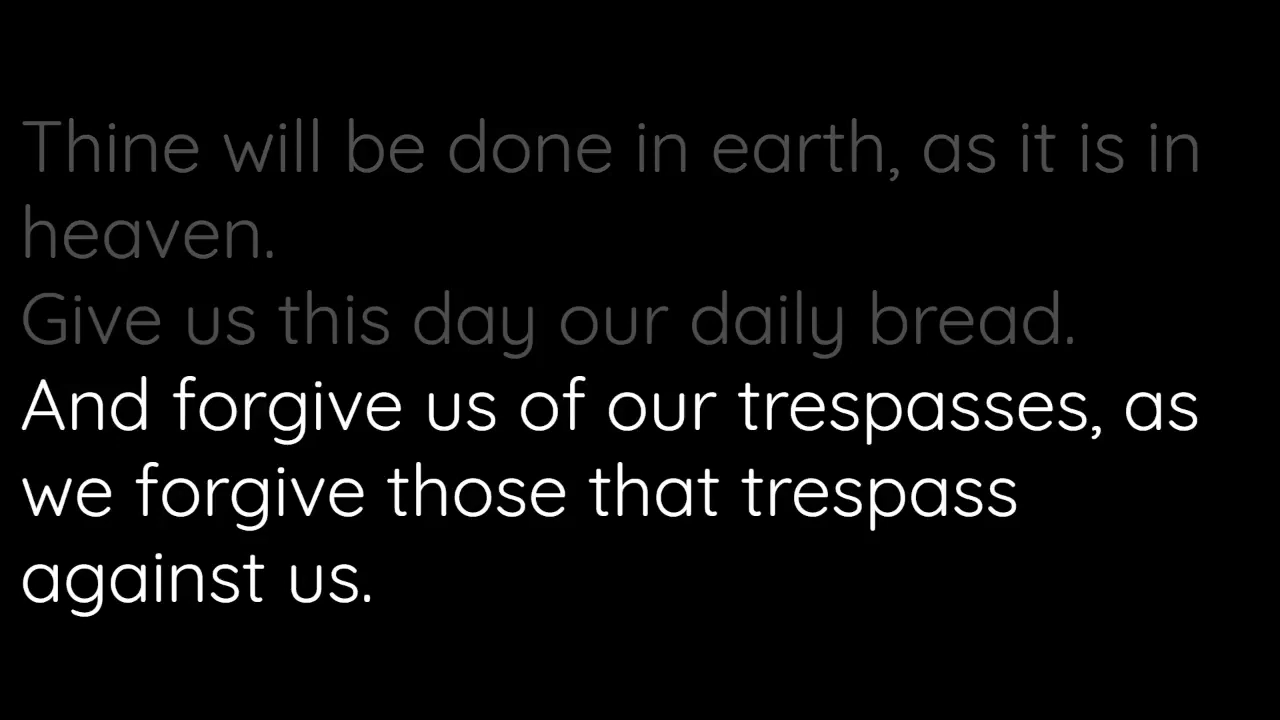 Thine will be done in earth, as it is in
heaven.
Give us this day our daily bread.
And forgive us of our trespasses, as
we forgive those that trespass
against us.